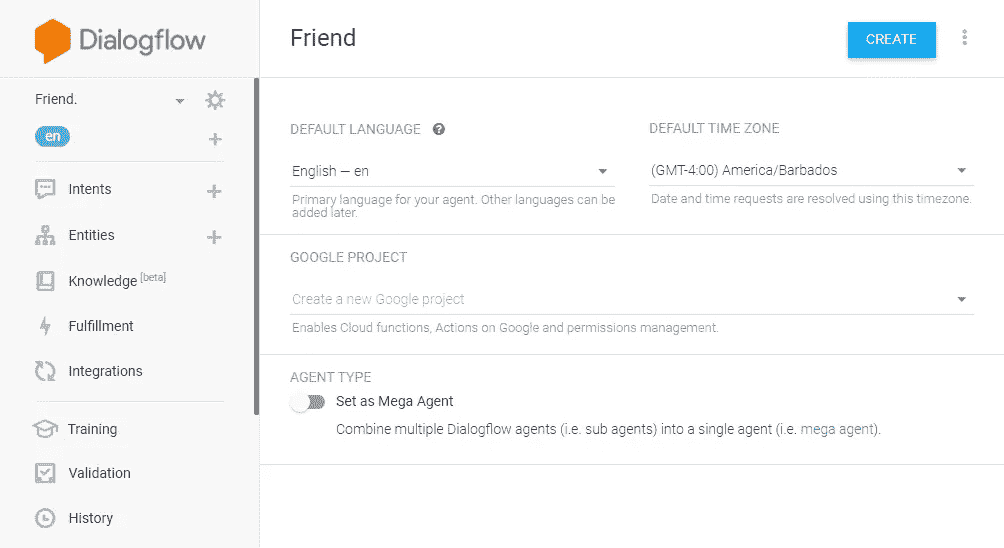 Dialogflow
Friend.
en
Intents
Entities
Knowledge [beta]
Fulfillment
Integrations
Training
Validation
History
Friend
CREATE
DEFAULT LANGUAGE ?
English — en
Primary language for your agent. Other languages can be
added later.
DEFAULT TIME ZONE
(GMT-4:00) America/Barbados
Date and time requests are resolved using this timezone.
GOOGLE PROJECT
Create a new Google project
Enables Cloud functions, Actions on Google and permissions management.
AGENT TYPE
Set as Mega Agent
Combine multiple Dialogflow agents (i.e. sub agents) into a single agent (i.e. mega agent).